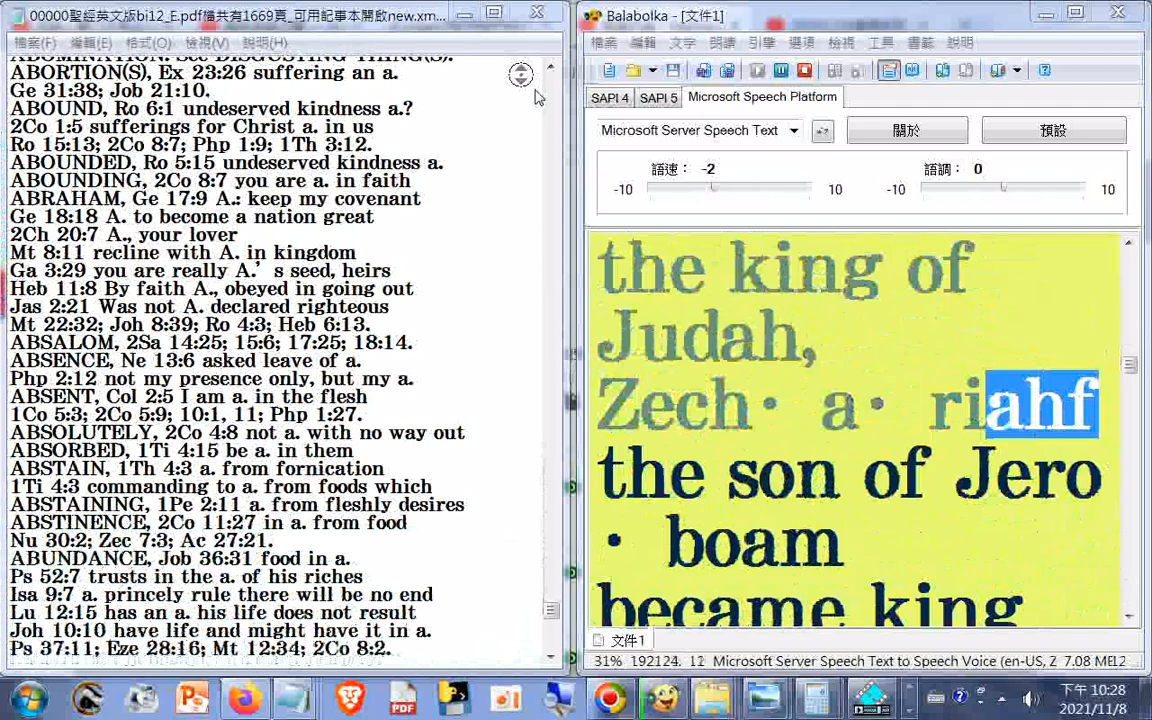 00000聖經英文版bi12_E.pdf檔共有1669頁_可用記事本開啟new.xm...
檔案(F) 編輯(E) 格式(O) 檢視(V) 說明(H)
ABOMINATION. See DISGUSTING THING(S).
ABORTION(S), Ex 23:26 suffering an a.
Ge 31:38; Job 21:10.
ABOUND, Ro 6:1 undeserved kindness a.?
2Co 1:5 sufferings for Christ a. in us
Ro 15:13; 2Co 8:7; Php 1:9; 1Th 3:12.
ABOUNDED, Ro 5:15 undeserved kindness a.
ABOUNDING, 2Co 8:7 you are a. in faith
ABRAHAM, Ge 17:9 A.: keep my covenant
Ge 18:18 A. to become a nation great
2Ch 20:7 A., your lover
Mt 8:11 recline with A. in kingdom
Ga 3:29 you are really A.’s seed, heirs
Heb 11:8 By faith A., obeyed in going out
Jas 2:21 Was not A. declared righteous
Mt 22:32; Joh 8:39; Ro 4:3; Heb 6:13.
ABSALOM, 2Sa 14:25; 15:6; 17:25; 18:14.
ABSENCE, Ne 13:6 asked leave of a.
Php 2:12 not my presence only, but my a.
ABSENT, Col 2:5 I am a. in the flesh
1Co 5:3; 2Co 5:9; 10:1, 11; Php 1:27.
ABSOLUTELY, 2Co 4:8 not a. with no way out
ABSORBED, 1Ti 4:15 be a. in them
ABSTAIN, 1Th 4:3 a. from fornication
1Ti 4:3 commanding to a. from foods which
ABSTAINING, 1Pe 2:11 a. from fleshly desires
ABSTINENCE, 2Co 11:27 in a. from food
Nu 30:2; Zec 7:3; Ac 27:21.
ABUNDANCE, Job 36:31 food in a.
Ps 52:7 trusts in the a. of his riches
Isa 9:7 a. princely rule there will be no end
Lu 12:15 has an a. his life does not result
Joh 10:10 have life and might have it in a.
Ps 37:11; Eze 28:16; Mt 12:34; 2Co 8:2.
Balabolka - [文件1]
檔案 編輯 文字 朗讀 引擎 選項 檢視 工具 書籤 說明
SAPI 4 SAPI 5 Microsoft Speech Platform
Microsoft Server Speech Text 關於 預設
語速： -2 語調： 0
-10 10 -10 10
the king of
Judah,
Zech· a· riahf
the son of Jero
· boam
became king
文件1
31% 192124. 12 Microsoft Server Speech Text to Speech Voice (en-US, Z 7.08 ME12
PDF
下午 10:28
2021/11/8